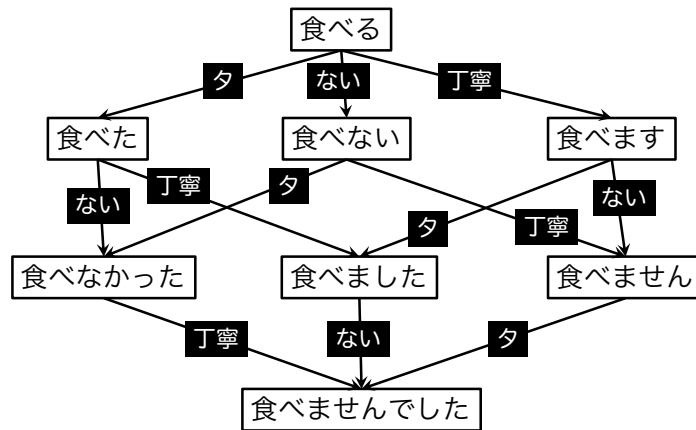 食べる
タ
ない
丁寧
食べた
食べない
食べます
ない
丁寧
タ
タ
丁寧
ない
食べなかった
食べました
食べません
丁寧
ない
タ
食べませんでした